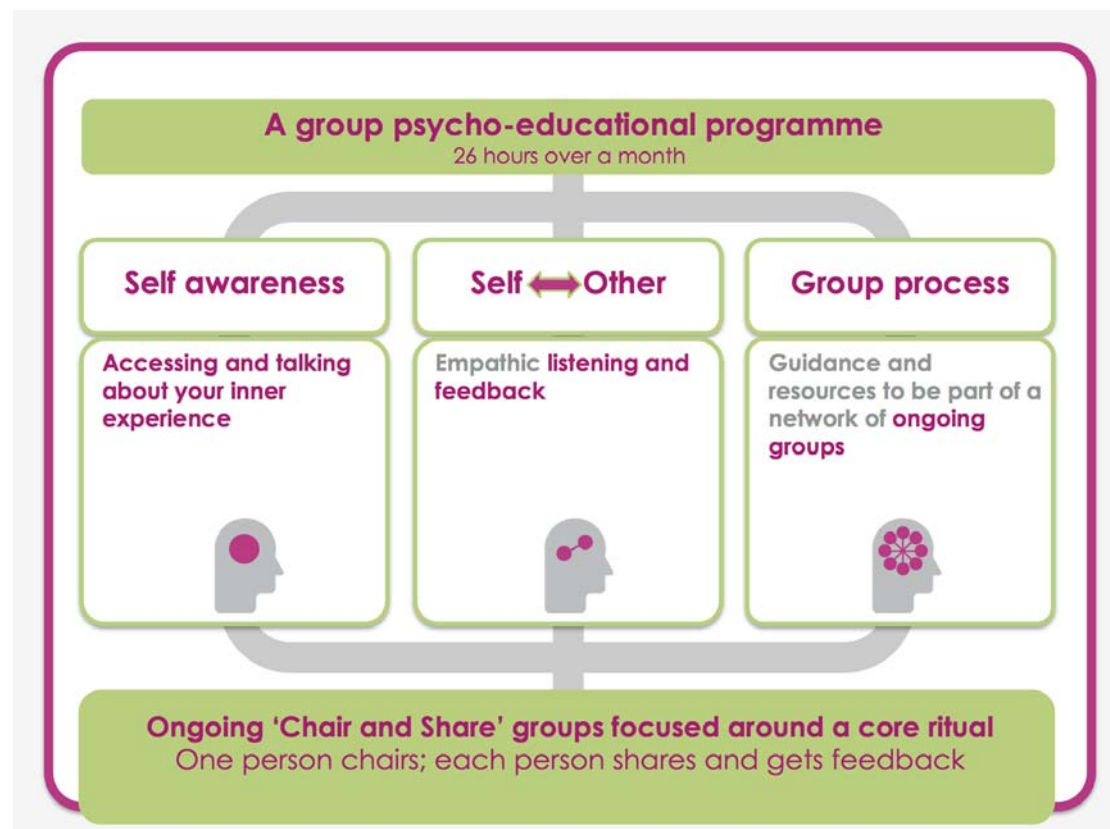 A group psycho-educational programme
26 hours over a month
Self awareness
Accessing and talking
about your inner
experience
Self Other
Empathic listening and
feedback
Group process
Guidance and
resources to be part of a
network of ongoing
groups
Ongoing ‘Chair and Share’ groups focused around a core ritual
One person chairs; each person shares and gets feedback